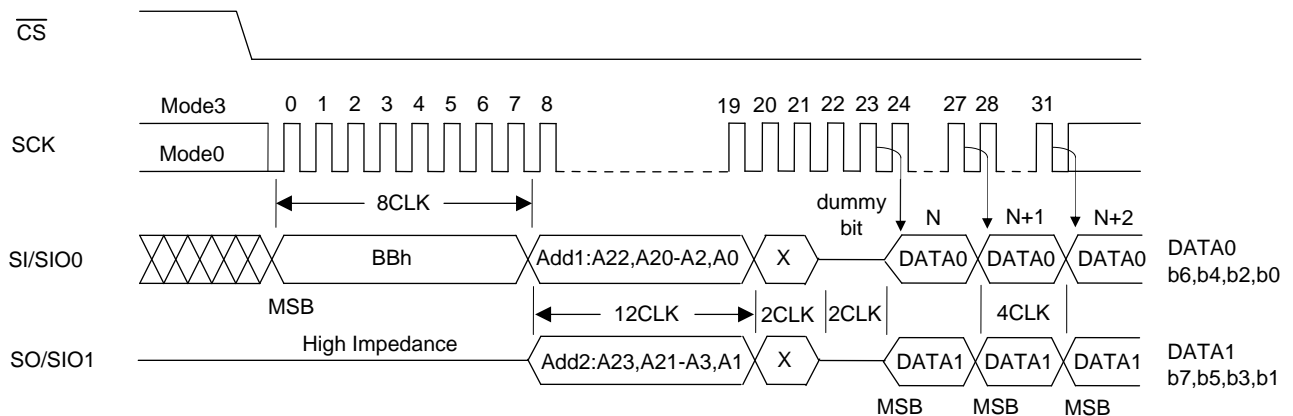 CS
Mode3
0 1 2 3 4 5 6 7 8 19 20 21 22 23 24 27 28 31
SCK
Mode0
8CLK
dummy
bit
N N+1 N+2
SI/SIO0
BBh
Add1:A22,A20-A2,A0
X
DATA0 DATA0 DATA0
DATA0
b6,b4,b2,b0
MSB
12CLK 2CLK 2CLK 4CLK
High Impedance
SO/SIO1
Add2:A23,A21-A3,A1
X
DATA1 DATA1 DATA1
DATA1
b7,b5,b3,b1
MSB MSB MSB